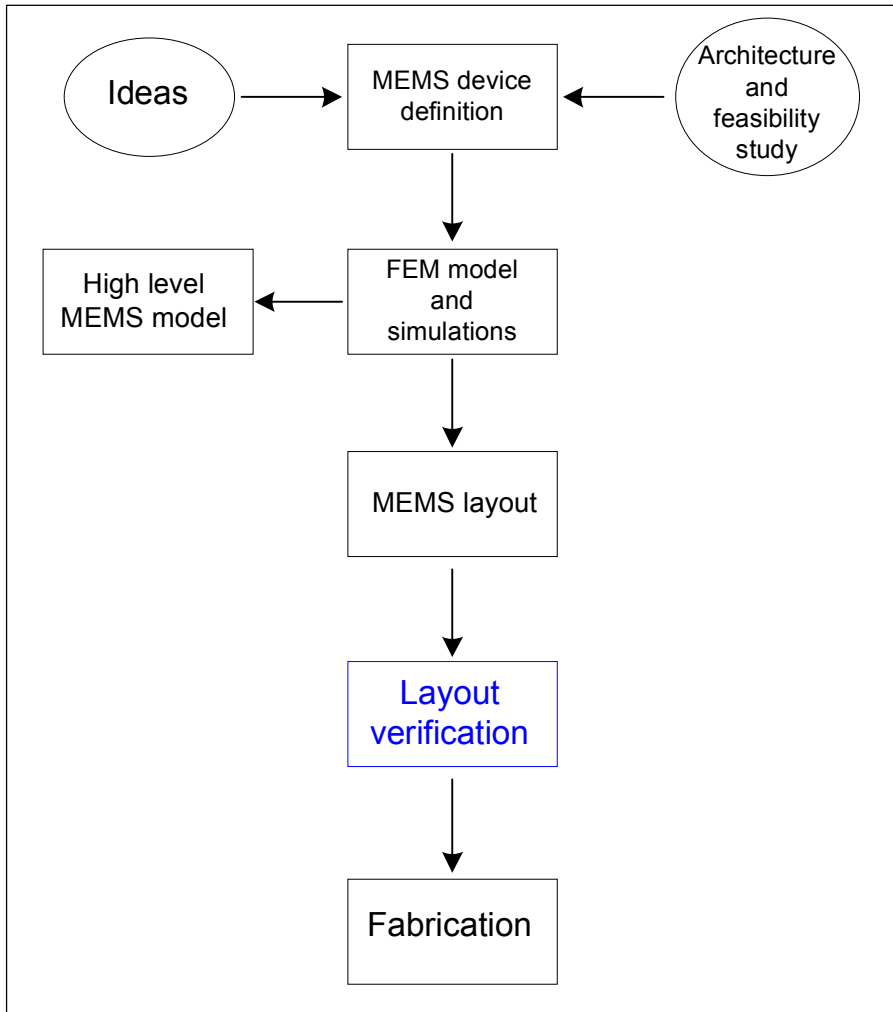 Ideas
MEMS device
definition
Architecture
and
feasibility
study
High level
MEMS model
FEM model
and
simulations
MEMS layout
Layout
verification
Fabrication